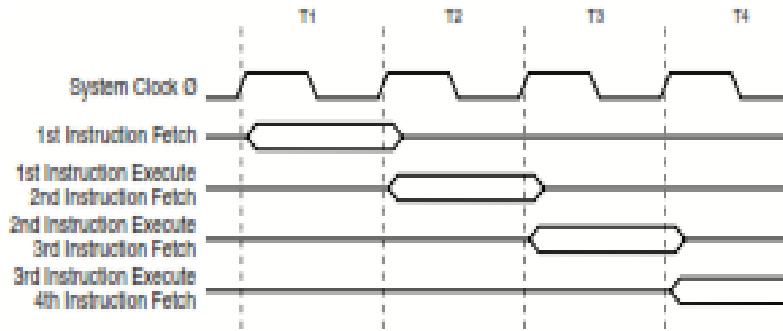 T1 T2 T3 T4
System Clock Ø
1st Instruction Fetch
1st Instruction Execute
2nd Instruction Fetch
2nd Instruction Execute
3rd Instruction Fetch
3rd Instruction Execute
4th Instruction Fetch